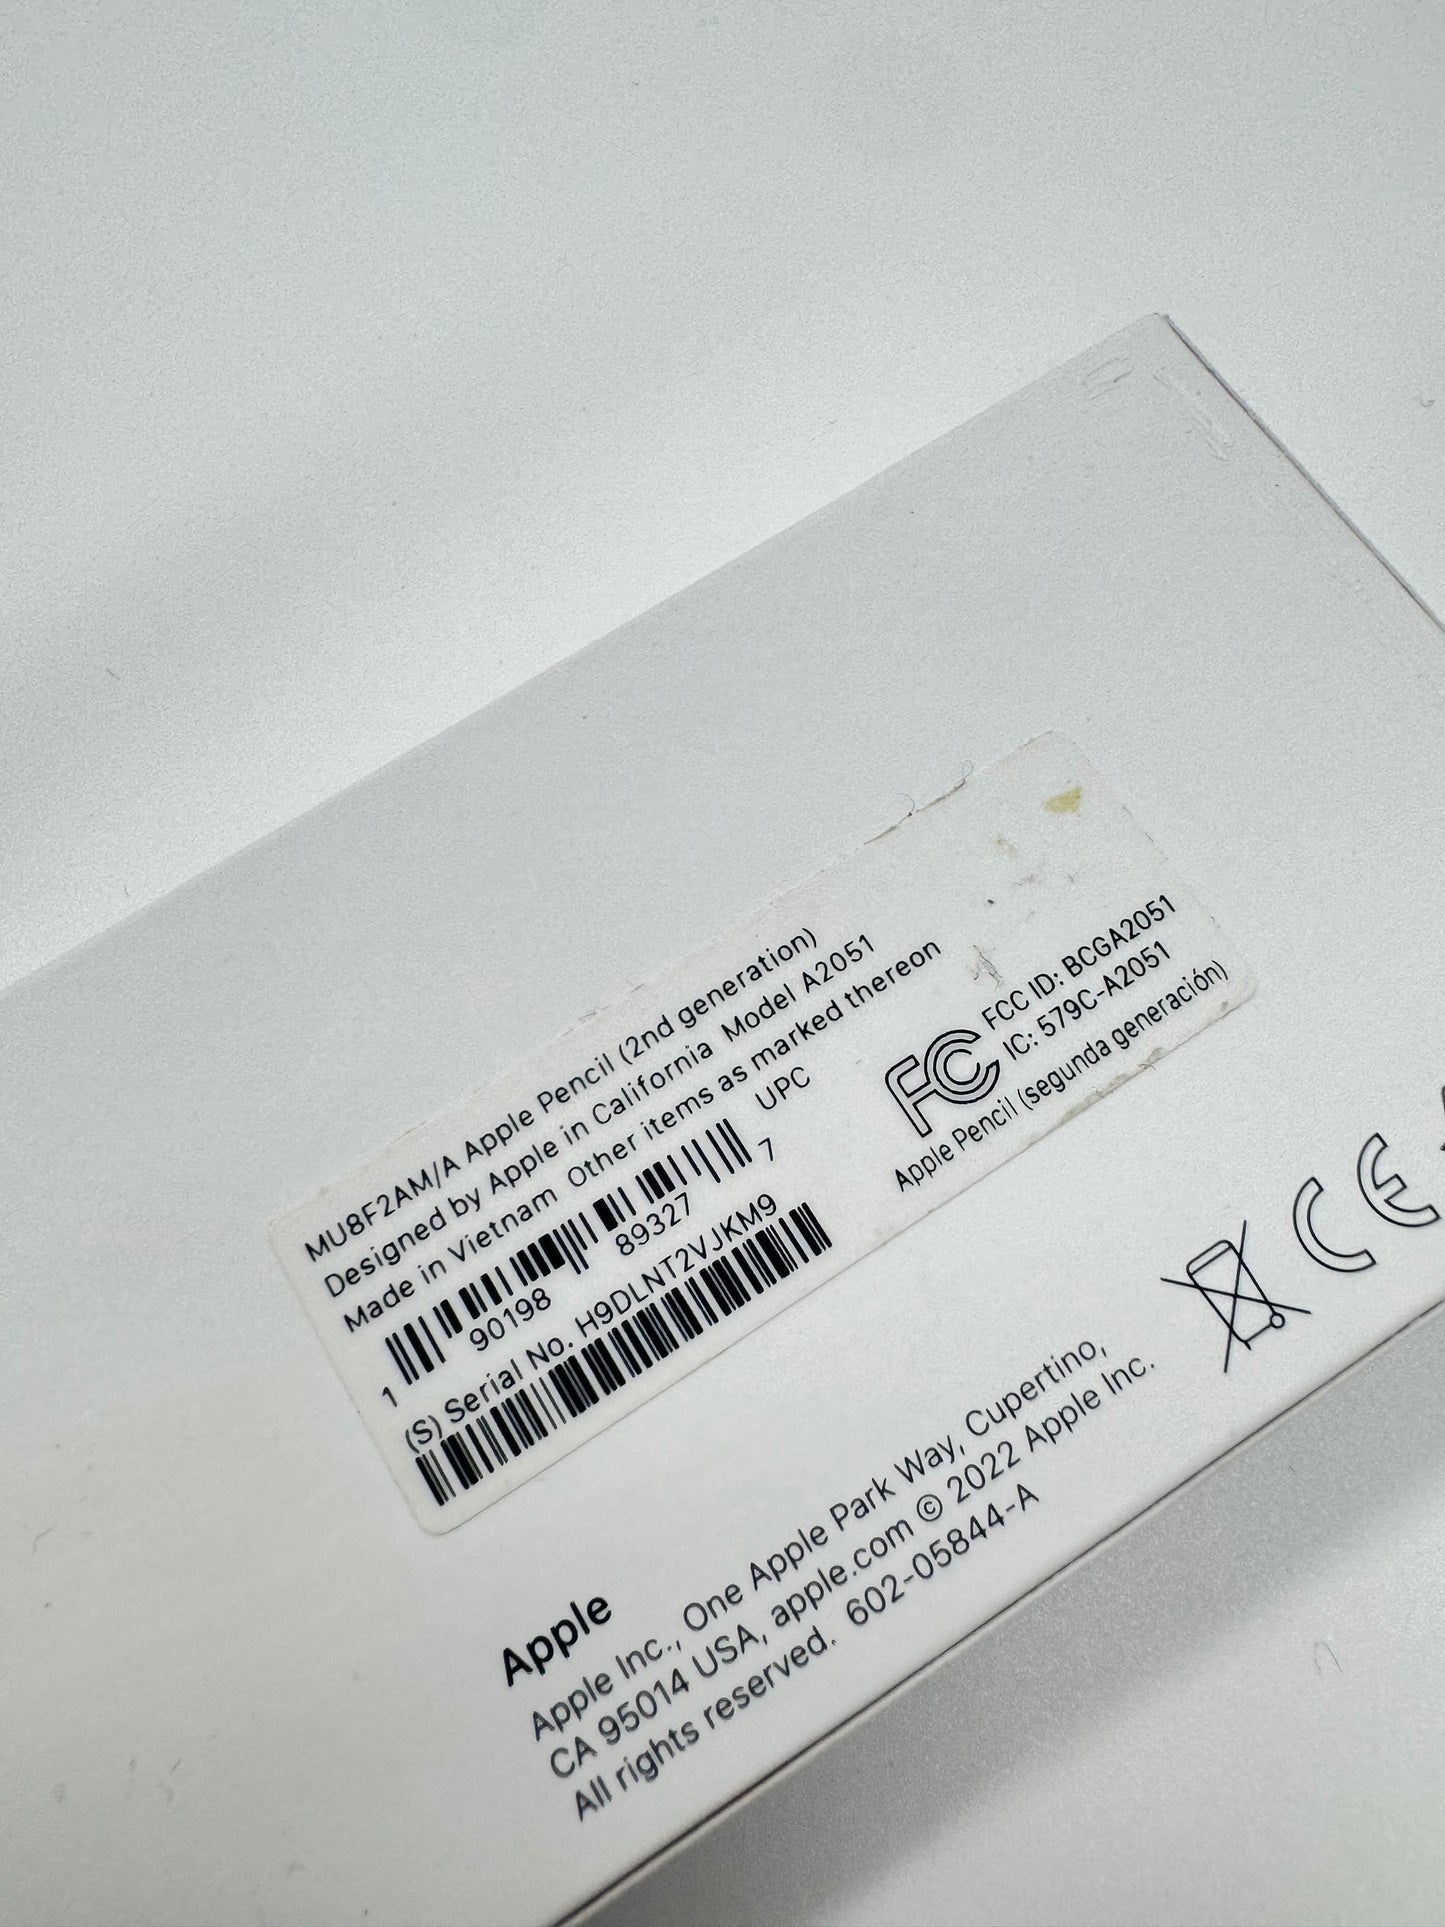 MU8F2AM/A Apple Pencil (2nd generation)
Designed by Apple in California Model A2051
Made in Vietnam Other items as marked thereon
UPC
1 90198 89327 7
(S) Serial No. H9DLNT2VJKM9
FC FCC ID: BCGA2051
IC: 579C-A2051
Apple Pencil (segunda generación)
CE
Apple
Apple Inc., One Apple Park Way, Cupertino,
CA 95014 USA, apple.com © 2022 Apple Inc.
All rights reserved. 602-05844-A